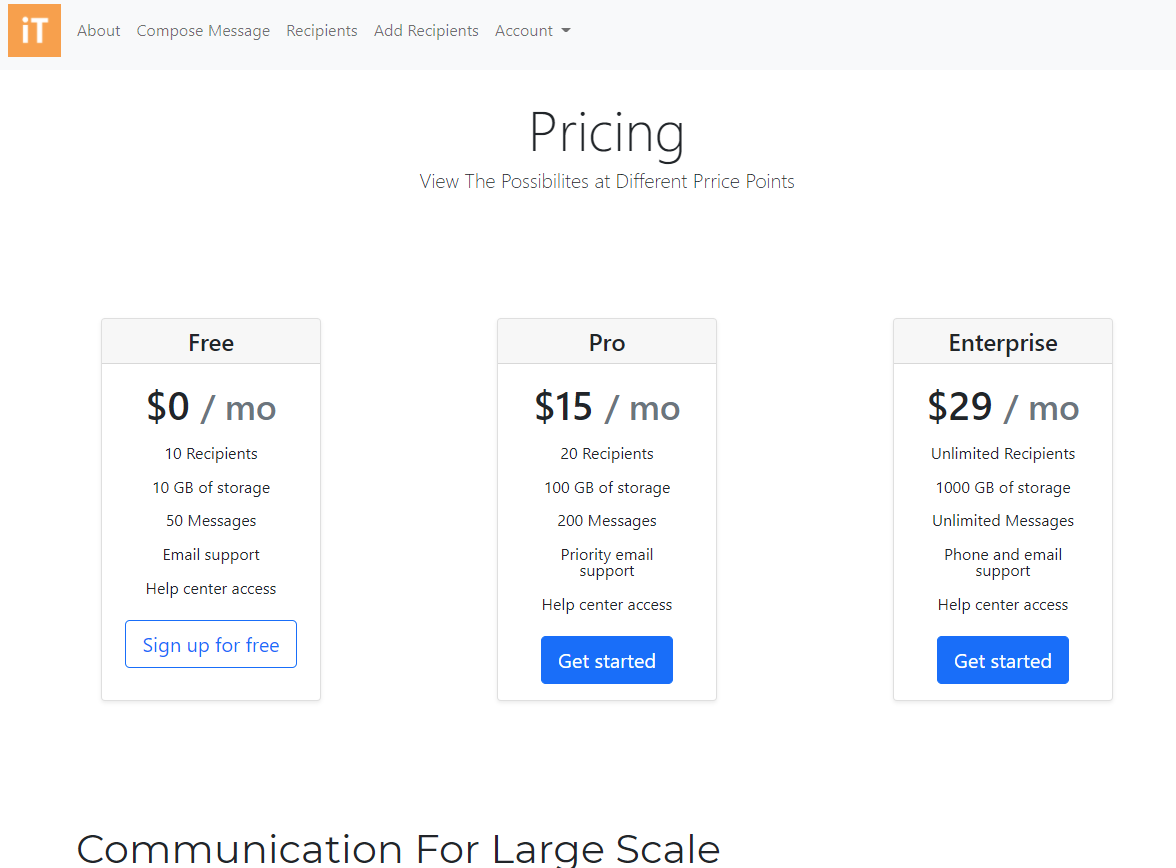 iT
About Compose Message Recipients Add Recipients Account
Pricing
View The Possibilites at Different Prrice Points
Free
$0 / mo
10 Recipients
10 GB of storage
50 Messages
Email support
Help center access
Sign up for free
Pro
$15 / mo
20 Recipients
100 GB of storage
200 Messages
Priority email
support
Help center access
Get started
Enterprise
$29 / mo
Unlimited Recipients
1000 GB of storage
Unlimited Messages
Phone and email
support
Help center access
Get started
Communication For Large Scale